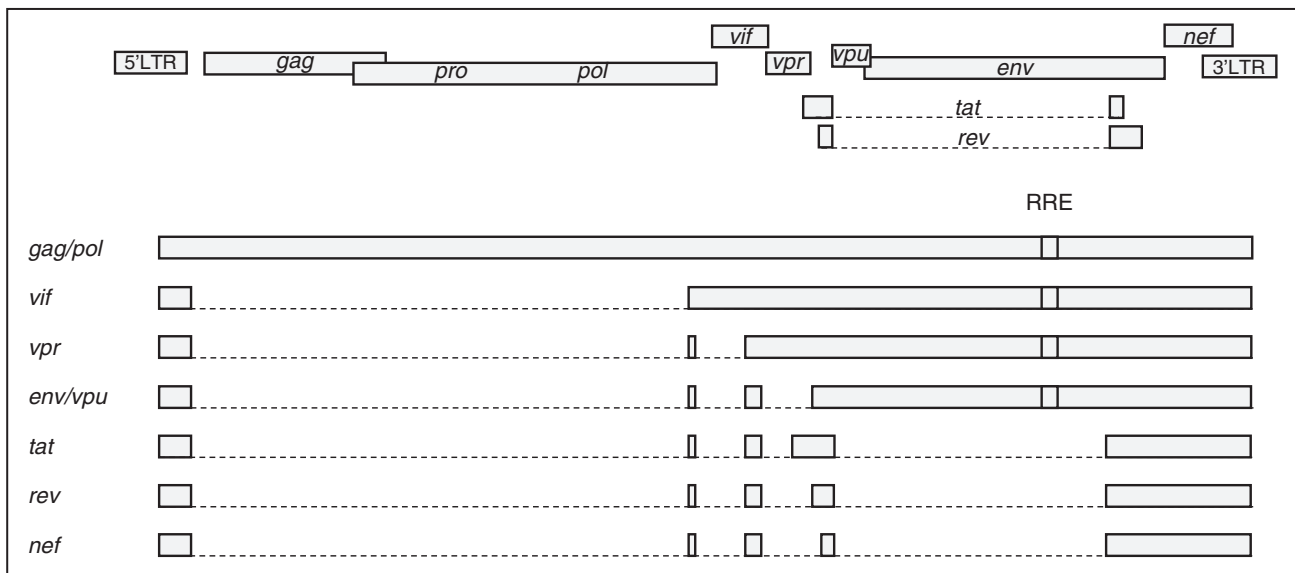 vif nef
5'LTR gag pro pol vpr vpu env 3'LTR
tat
rev
RRE
gag/pol
vif
vpr
env/vpu
tat
rev
nef